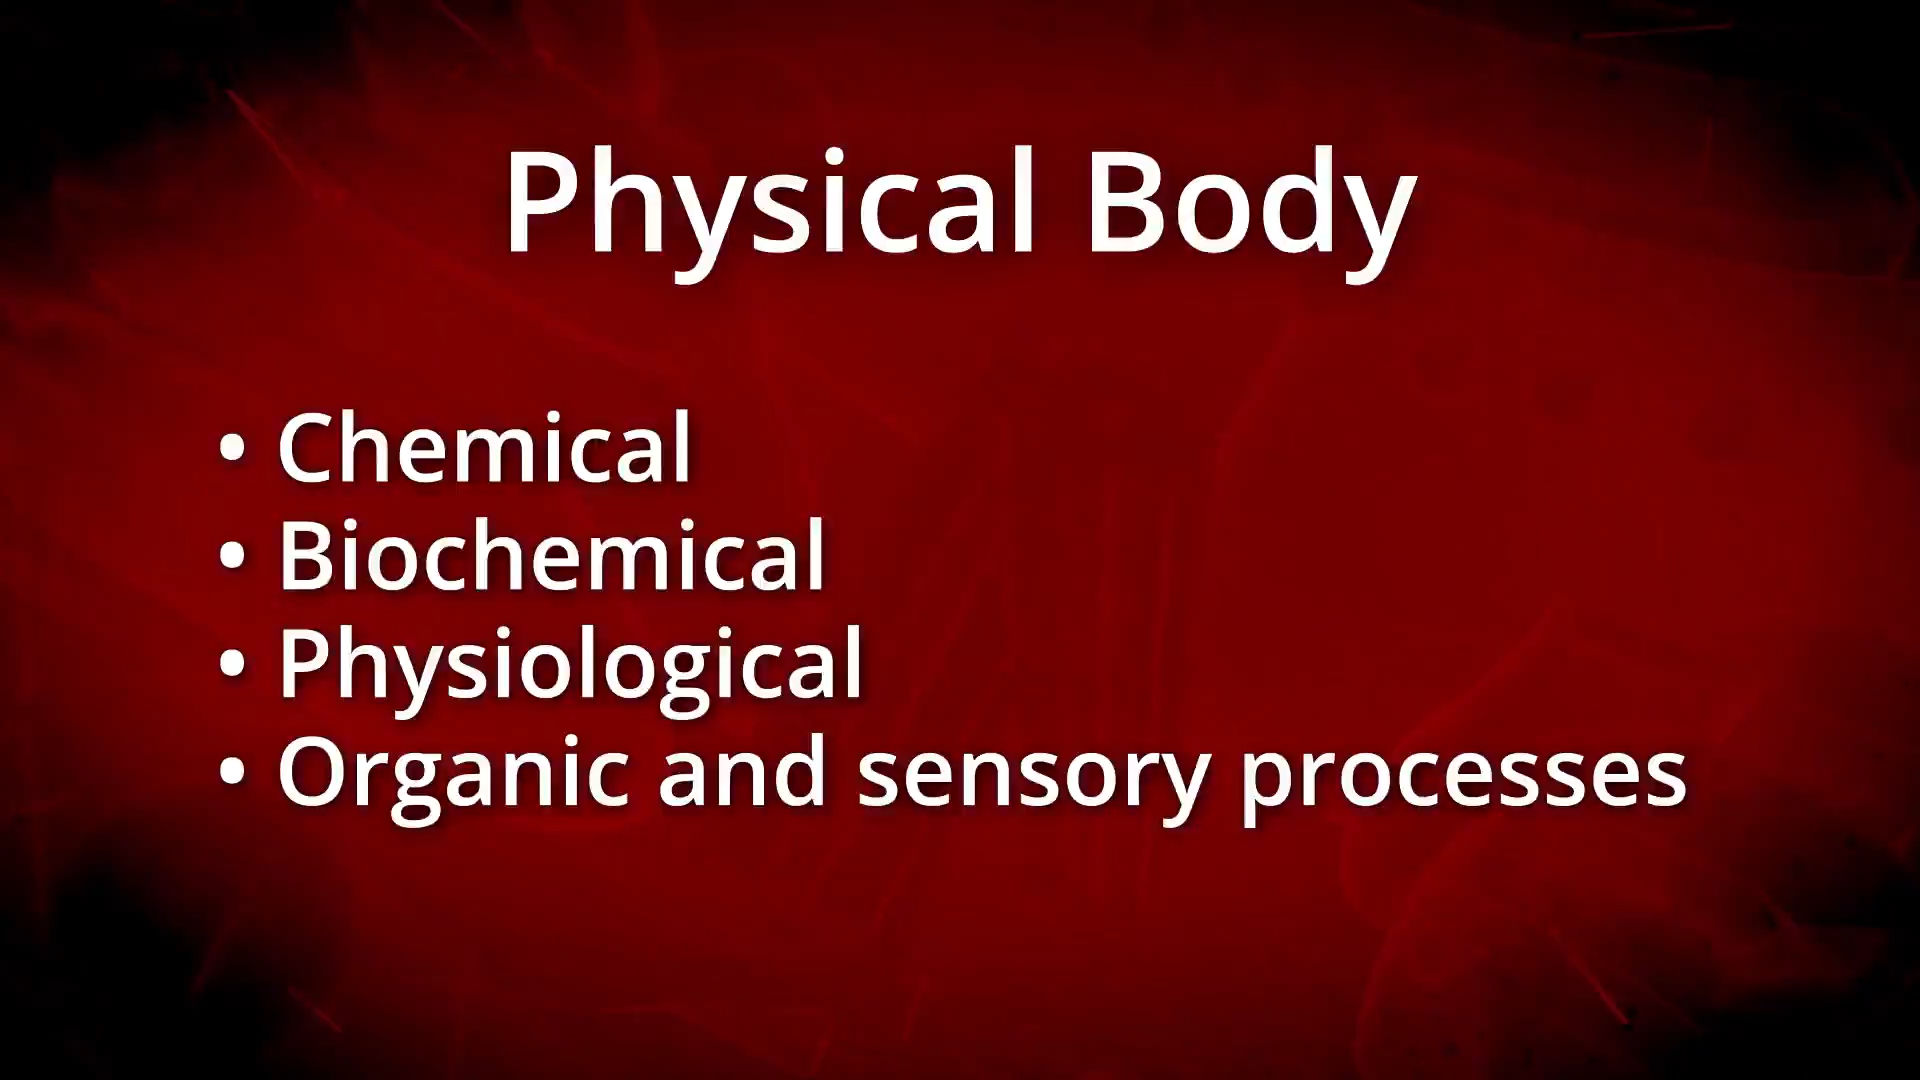 Physical Body
• Chemical
• Biochemical
• Physiological
• Organic and sensory processes